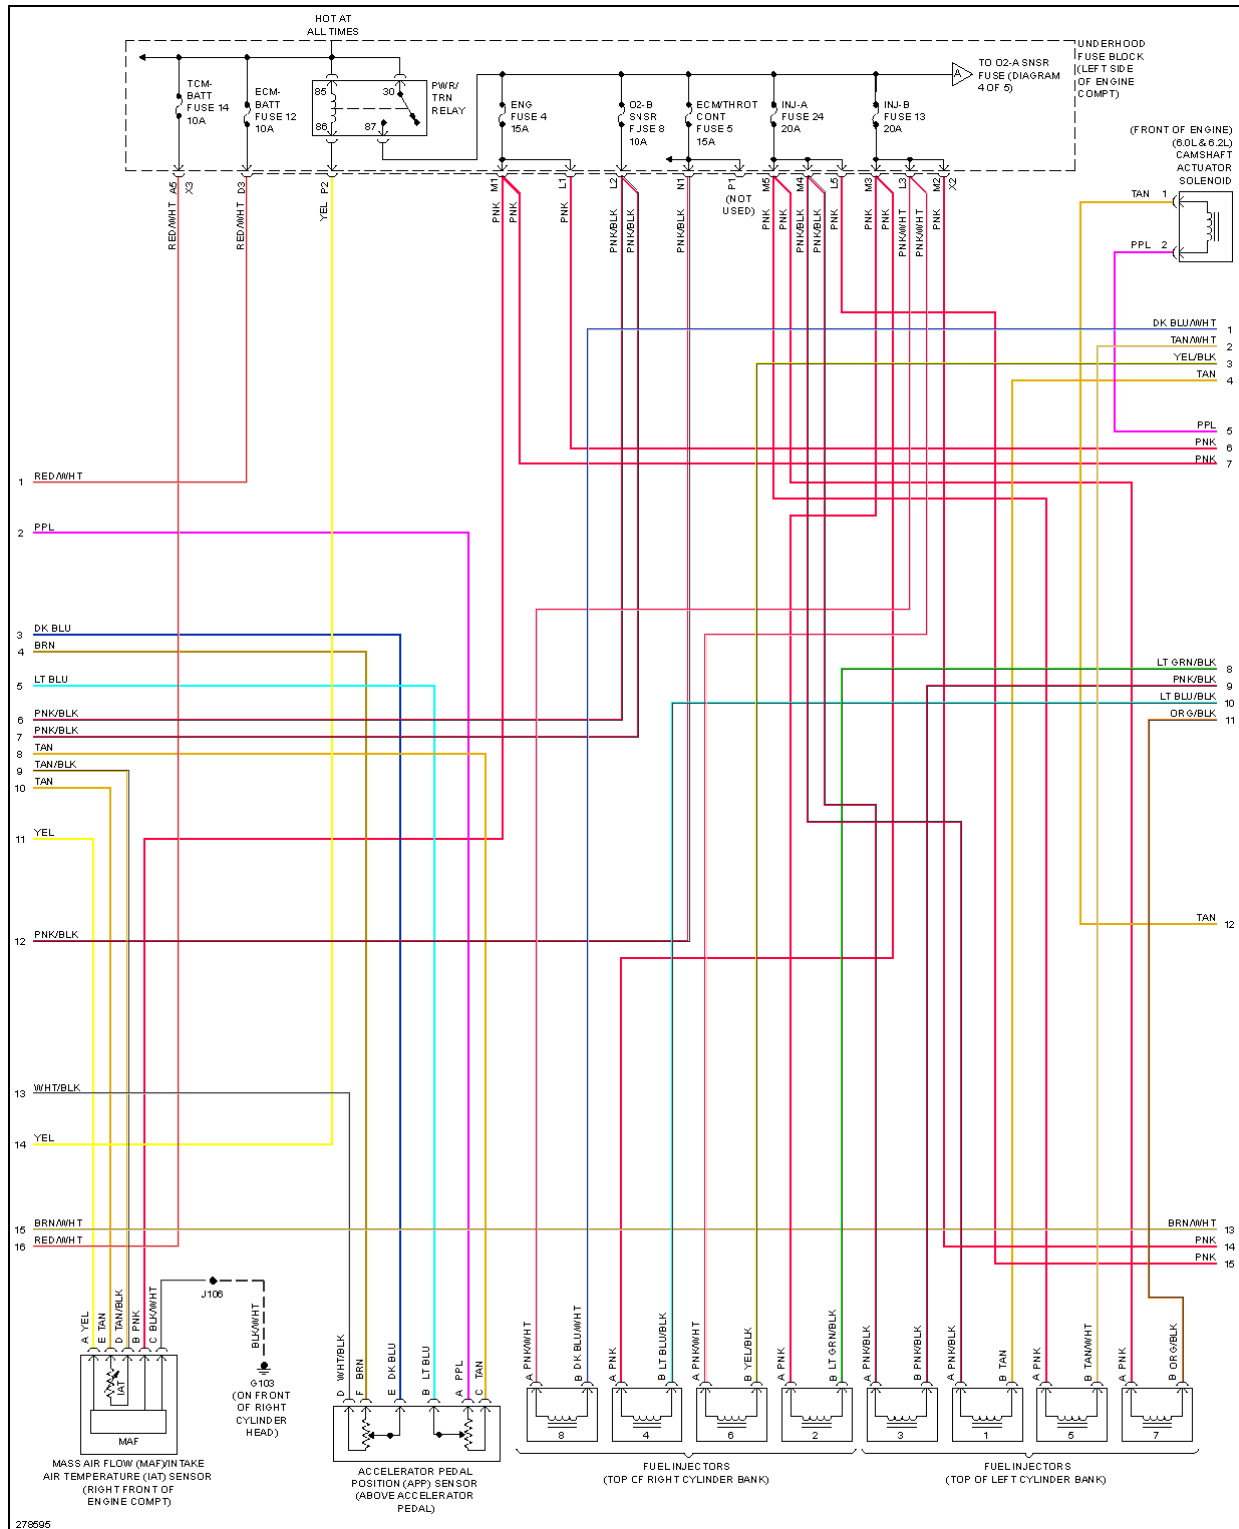 HOT AT
ALL TIMES
UNDERHOOD
FUSE BLOCK
(LEFT SIDE
OF ENGINE
COMPT)
TCM-
BATT
FUSE 14
10A
ECM-
BATT
FUSE 12
10A
85
30
86
87
PWR/
TRN
RELAY
ENG
FUSE 4
15A
O2-B
SNSR
FUSE 8
10A
ECM/THROT
CONT
FUSE 5
15A
INJ-A
FUSE 24
20A
INJ-B
FUSE 13
20A
A
TO O2-A SNSR
FUSE (DIAGRAM
4 OF 5)
(FRONT OF ENGINE)
(6.0L & 6.2L)
CAMSHAFT
ACTUATOR
SOLENOID
TAN 1
PPL 2
A5
X3
D3
P2
M1
L1
L2
N1
P1
(NOT
USED)
M5
M4
L5
M3
L3
M2
X2
RED/WHT
RED/WHT
YEL
PNK
PNK
PNK
PNK/BLK
PNK/BLK
PNK/BLK
PNK
PNK
PNK/BLK
PNK/BLK
PNK
PNK
PNK
PNK/WHT
PNK/WHT
PNK
DK BLU/WHT 1
TAN/WHT 2
YEL/BLK 3
TAN 4
PPL 5
PNK 6
PNK 7
LT GRN/BLK 8
PNK/BLK 9
LT BLU/BLK 10
ORG/BLK 11
TAN 12
BRN/WHT 13
PNK 14
PNK 15
1 RED/WHT
2 PPL
3 DK BLU
4 BRN
5 LT BLU
6 PNK/BLK
7 PNK/BLK
8 TAN
9 TAN/BLK
10 TAN
11 YEL
12 PNK/BLK
13 WHT/BLK
14 YEL
15 BRN/WHT
16 RED/WHT
A YEL
E TAN
D TAN/BLK
B PNK
C BLK/WHT
J106
BLK/WHT
G103
(ON FRONT
OF RIGHT
CYLINDER
HEAD)
IAT
MAF
MASS AIR FLOW (MAF)/INTAKE
AIR TEMPERATURE (IAT) SENSOR
(RIGHT FRONT OF
ENGINE COMPT)
D WHT/BLK
F BRN
E DK BLU
B LT BLU
A PPL
C TAN
ACCELERATOR PEDAL
POSITION (APP) SENSOR
(ABOVE ACCELERATOR
PEDAL)
A PNK/WHT
B DK BLU/WHT
A PNK
B LT BLU/BLK
A PNK/WHT
B YEL/BLK
A PNK
B LT GRN/BLK
A PNK/BLK
B PNK/BLK
A PNK/BLK
B TAN
A PNK
B TAN/WHT
A PNK
B ORG/BLK
8
4
6
2
3
1
5
7
FUEL INJECTORS
(TOP OF RIGHT CYLINDER BANK)
FUEL INJECTORS
(TOP OF LEFT CYLINDER BANK)
278595